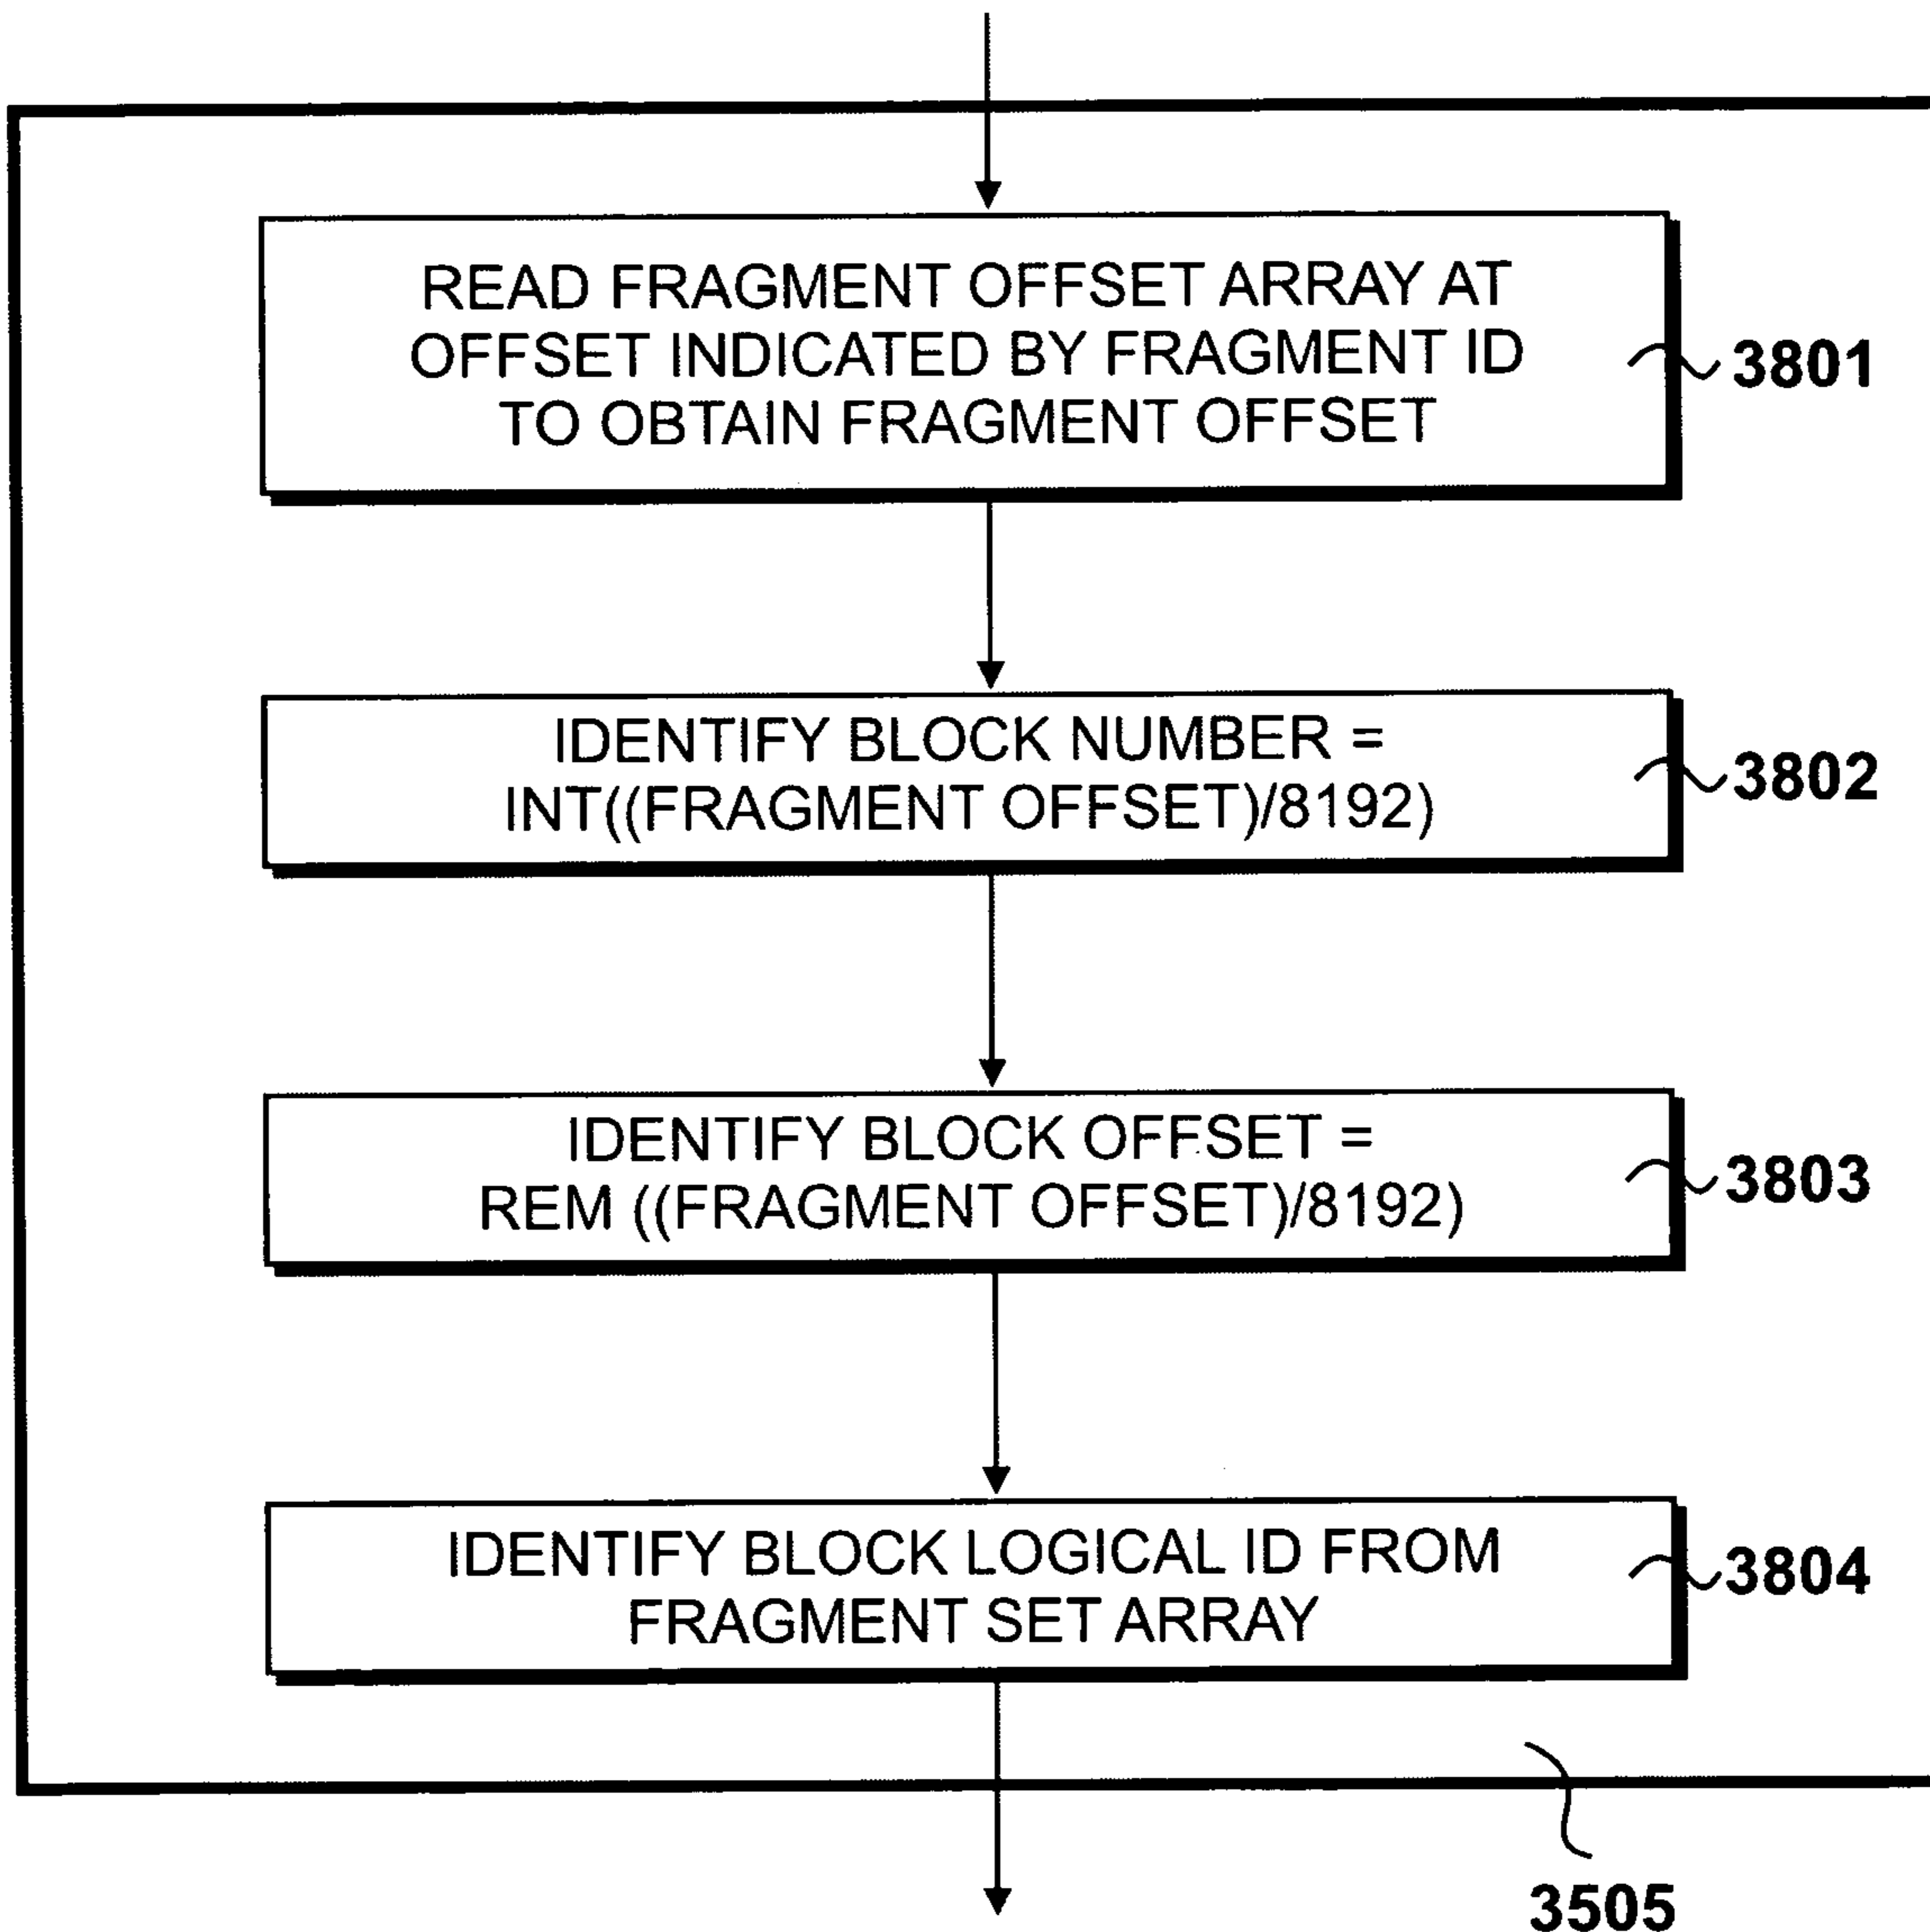 READ FRAGMENT OFFSET ARRAY AT
OFFSET INDICATED BY FRAGMENT ID
TO OBTAIN FRAGMENT OFFSET
3801
IDENTIFY BLOCK NUMBER =
INT((FRAGMENT OFFSET)/8192)
3802
IDENTIFY BLOCK OFFSET =
REM ((FRAGMENT OFFSET)/8192)
3803
IDENTIFY BLOCK LOGICAL ID FROM
FRAGMENT SET ARRAY
3804
3505